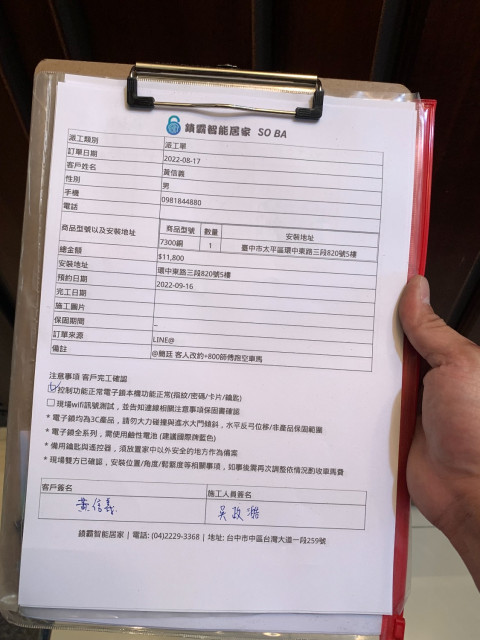 鎖霸智能居家 SO BA
派工類別 派工單
訂單日期 2022-08-17
客戶姓名 黃信義
性別 男
手機 0981844880
電話
商品型號以及安裝地址 商品型號 數量 安裝地址
7300銅 1 臺中市太平區環中東路三段820號5樓
總金額 $11,800
安裝地址 環中東路三段820號5樓
預約日期 2022-09-16
完工日期
施工圖片
保固期間 –
訂單來源 LINE@
備註 @簡廷 客人改約+800師傅跑空車馬
注意事項 客戶完工確認
控制功能正常電子鎖本機功能正常(指紋/密碼/卡片/鑰匙)
現場wifi訊號測試，並告知連線相關注意事項保固書確認
* 電子鎖均為3C產品，請勿大力碰撞與進水大門傾斜，水平反弓位移/非產品保固範圍
* 電子鎖全系列，需使用鹼性電池 (建議國際牌藍色)
* 備用鑰匙與遙控器，須放置家中以外安全的地方作為備案
* 現場雙方已確認，安裝位置/角度/鬆緊度等相關事項，如事後需再次調整依情況酌收車馬費
客戶簽名 施工人員簽名
黃信義 吳政
鎖霸智能居家 | 電話: (04)2229-3368 | 地址: 台中市中區台灣大道一段259號